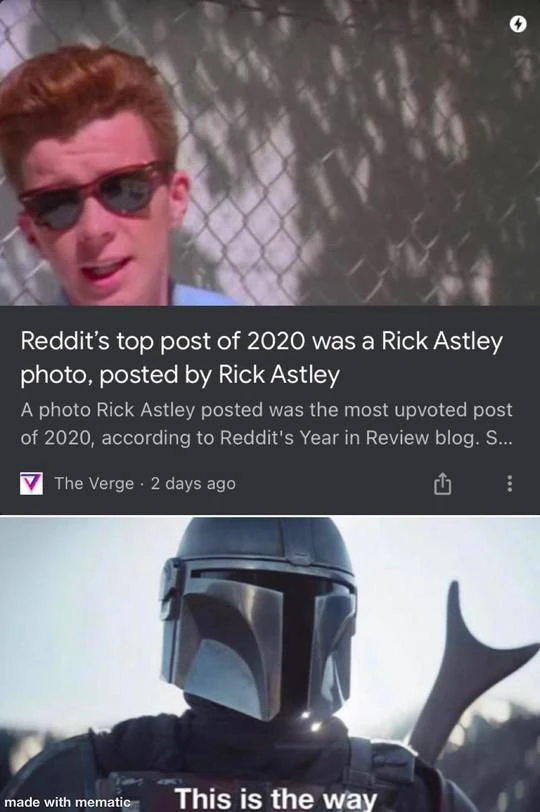 Reddit’s top post of 2020 was a Rick Astley
photo, posted by Rick Astley
A photo Rick Astley posted was the most upvoted post
of 2020, according to Reddit's Year in Review blog. S...
The Verge · 2 days ago
This is the way
made with mematic